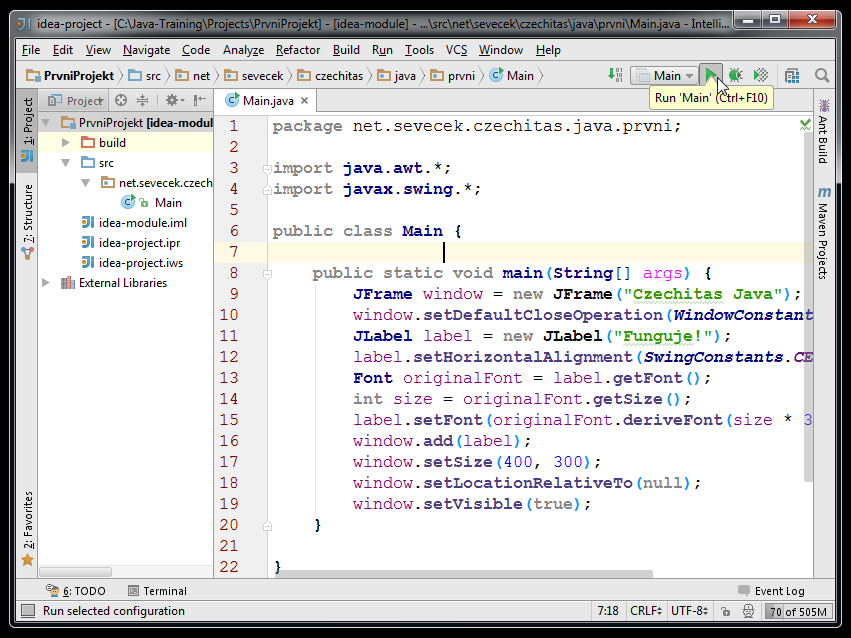 idea-project - [C:\Java-Training\Projects\PrvniProjekt] - [idea-module] - ...\src\net\sevecek\czechitas\java\prvni\Main.java - Intelli...
File Edit View Navigate Code Analyze Refactor Build Run Tools VCS Window Help
PrvniProjekt src net sevecek czechitas java prvni Main Main
Run 'Main' (Ctrl+F10)
1: Project
7: Structure
2: Favorites
Project
PrvniProjekt [idea-modul
build
src
net.sevecek.czech
Main
idea-module.iml
idea-project.ipr
idea-project.iws
External Libraries
Main.java
1 package net.sevecek.czechitas.java.prvni;
2
3 import java.awt.*;
4 import javax.swing.*;
5
6 public class Main {
7
8 public static void main(String[] args) {
9 JFrame window = new JFrame("Czechitas Java");
10 window.setDefaultCloseOperation(WindowConstant
11 JLabel label = new JLabel("Funguje!");
12 label.setHorizontalAlignment(SwingConstants.CE
13 Font originalFont = label.getFont();
14 int size = originalFont.getSize();
15 label.setFont(originalFont.deriveFont(size * 3
16 window.add(label);
17 window.setSize(400, 300);
18 window.setLocationRelativeTo(null);
19 window.setVisible(true);
20 }
21
22 }
Ant Build
Maven Projects
6: TODO Terminal Event Log
Run selected configuration 7:18 CRLF UTF-8 70 of 505M